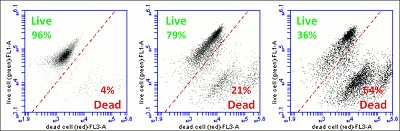 Live
96%
4%
Dead
live cell (green)-FL1-A
dead cell (red)-FL3-A
Live
79%
21%
Dead
live cell (green)-FL1-A
dead cell (red)-FL3-A
Live
36%
64%
Dead
live cell (green)-FL1-A
dead cell (red)-FL3-A